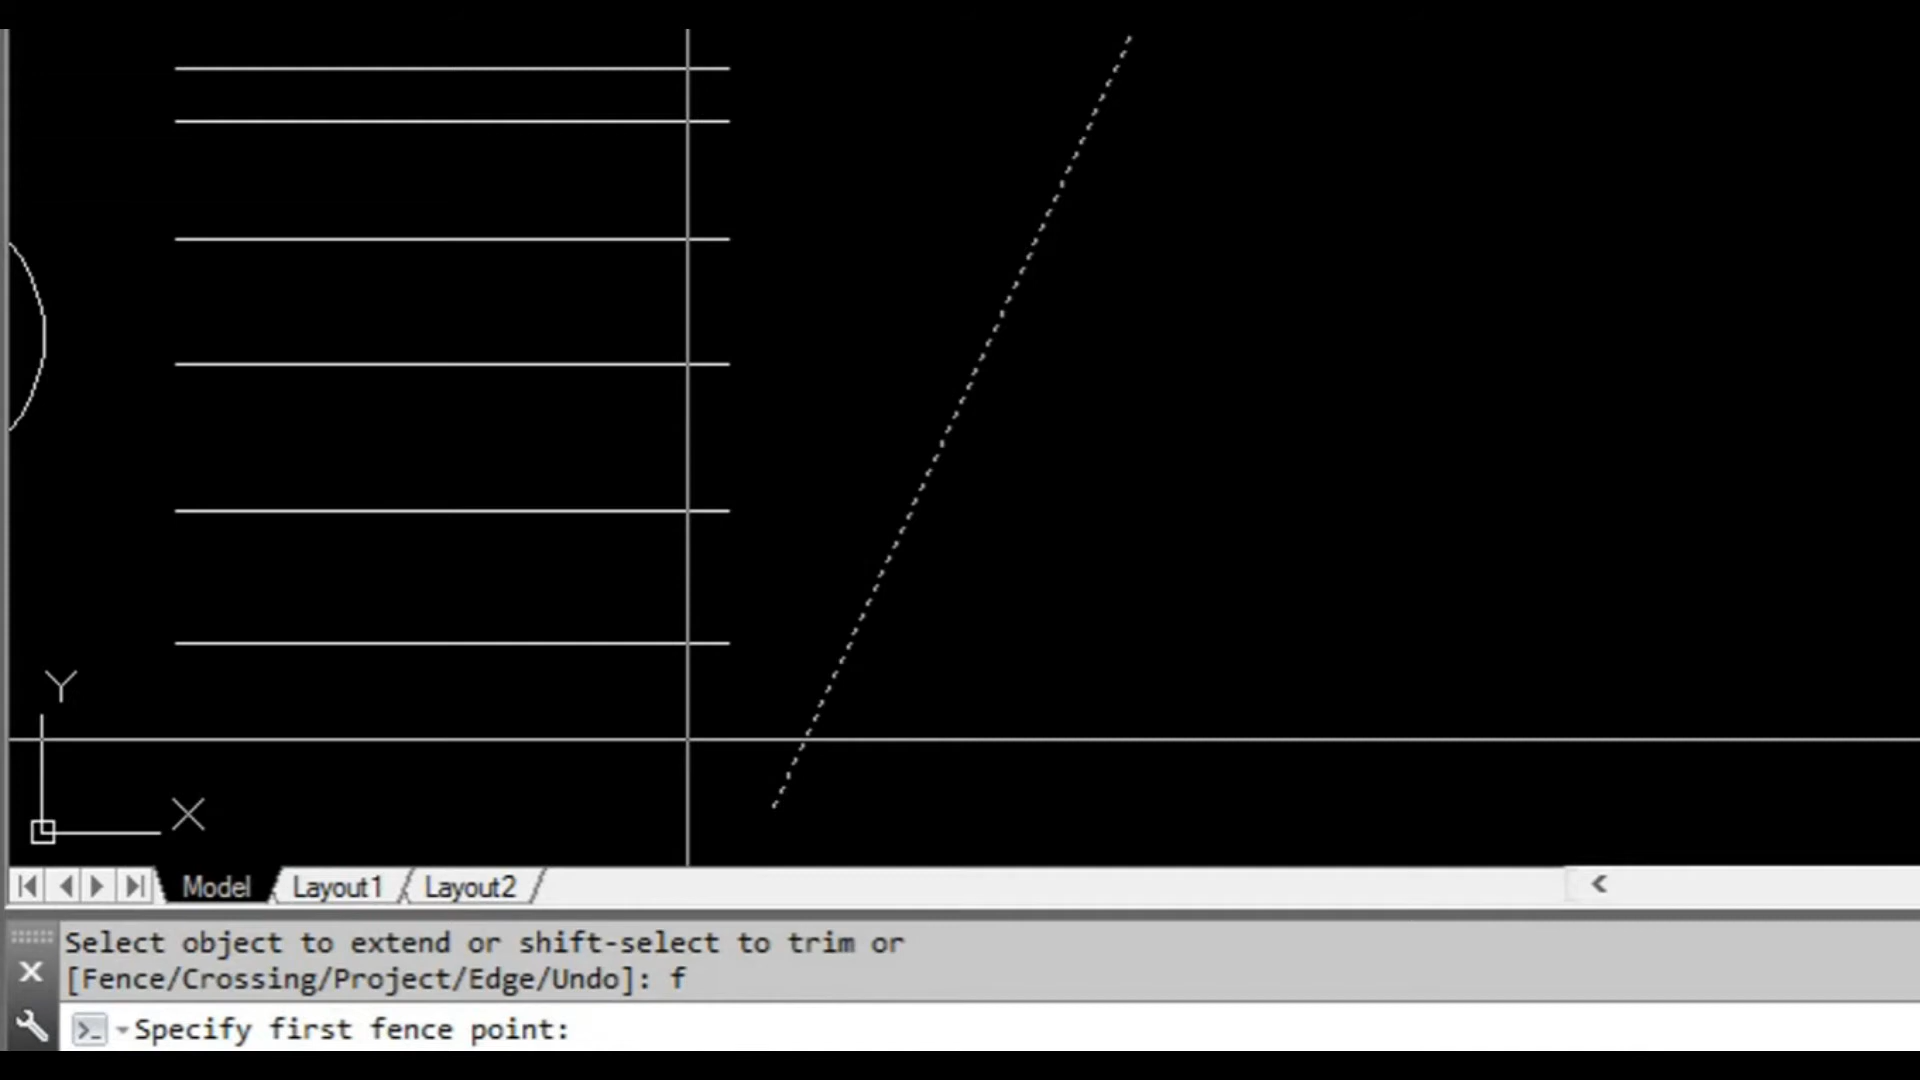 Y
X
Model Layout1 Layout2
Select object to extend or shift-select to trim or
[Fence/Crossing/Project/Edge/Undo]: f
Specify first fence point: